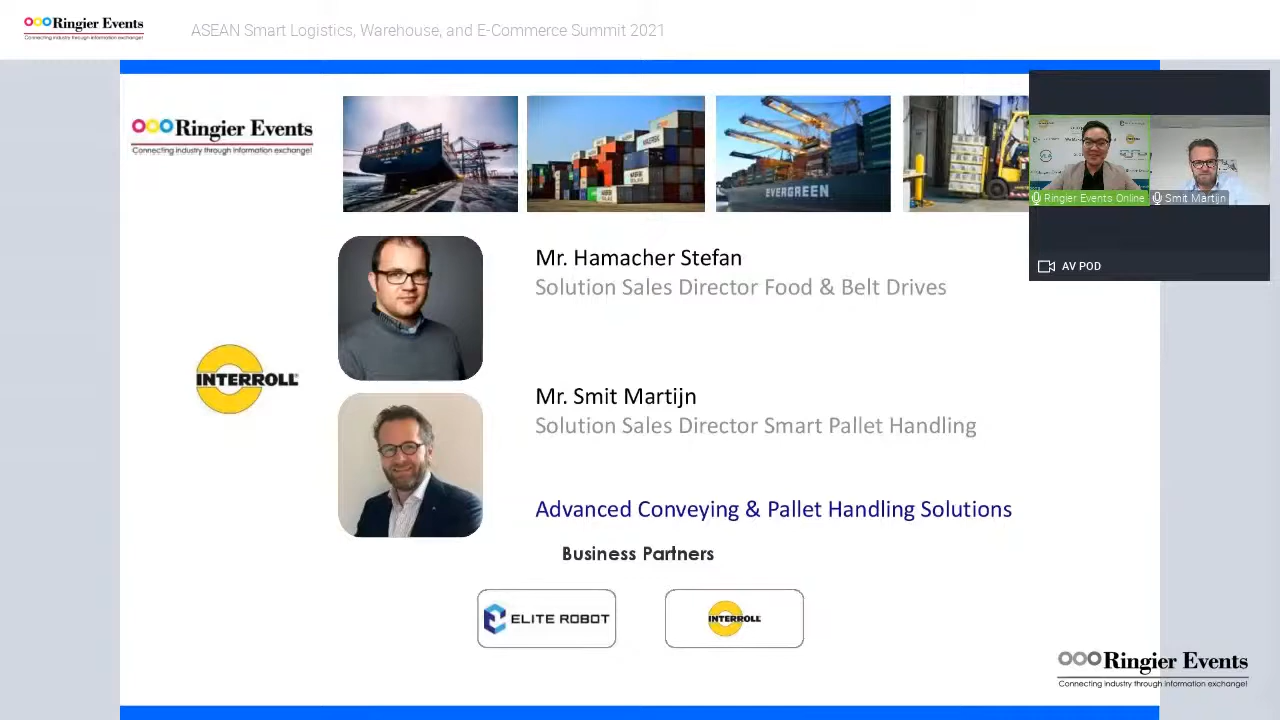 Ringier Events
Connecting industry through information exchange!
ASEAN Smart Logistics, Warehouse, and E-Commerce Summit 2021
Ringier Events
Connecting industry through information exchange!
EVERGREEN
Ringier Events Online
Smit Martijn
AV POD
Mr. Hamacher Stefan
Solution Sales Director Food & Belt Drives
INTERROLL®
Mr. Smit Martijn
Solution Sales Director Smart Pallet Handling
Advanced Conveying & Pallet Handling Solutions
Business Partners
ELITE ROBOT
INTERROLL
Ringier Events
Connecting industry through information exchange!